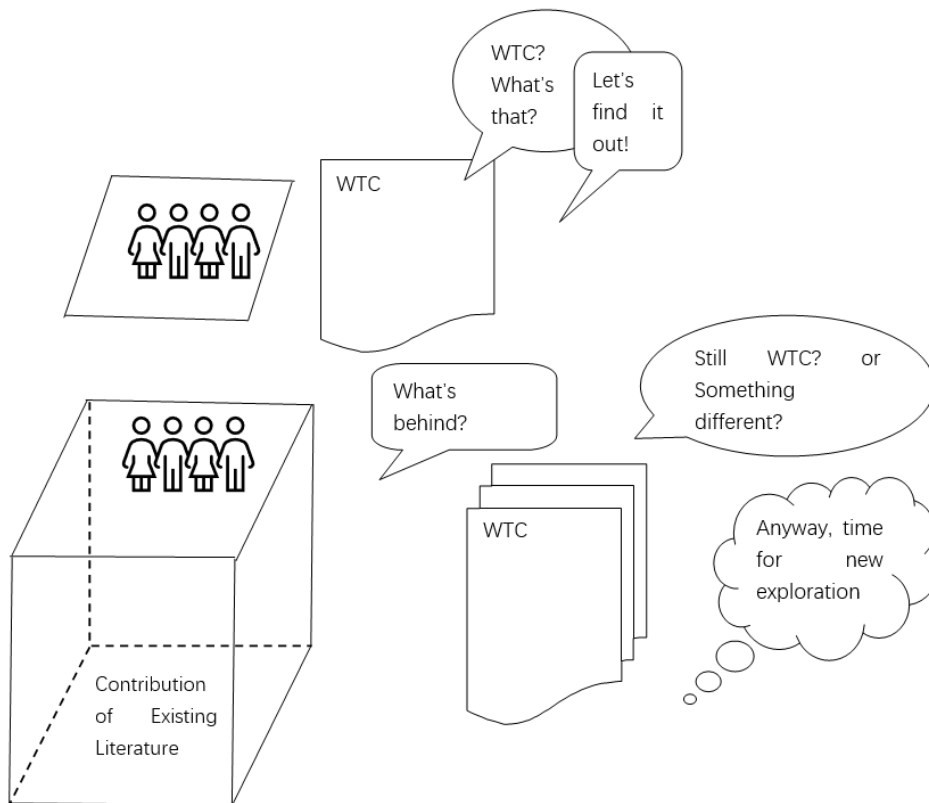 WTC?
What's
that?
Let's
find it
out!
WTC
What's
behind?
Still WTC? or
Something
different?
WTC
Anyway, time
for new
exploration
Contribution
of Existing
Literature